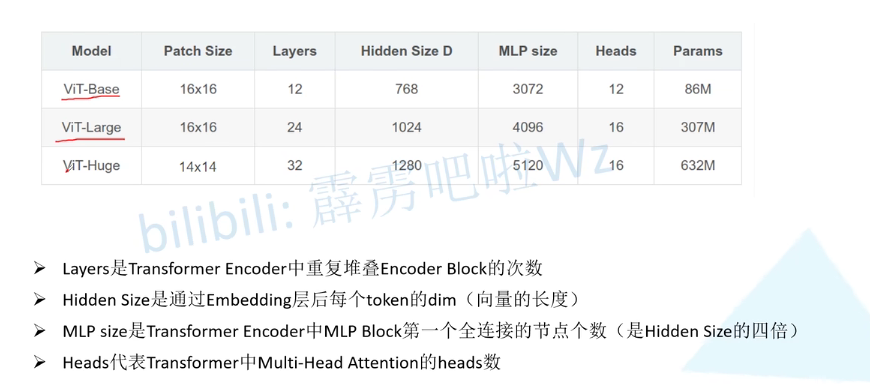 Model Patch Size Layers Hidden Size D MLP size Heads Params
ViT-Base 16x16 12 768 3072 12 86M
ViT-Large 16x16 24 1024 4096 16 307M
ViT-Huge 14x14 32 1280 5120 16 632M
bilibili: 霹雳吧啦Wz
➢ Layers是Transformer Encoder中重复堆叠Encoder Block的次数
➢ Hidden Size是通过Embedding层后每个token的dim（向量的长度）
➢ MLP size是Transformer Encoder中MLP Block第一个全连接的节点个数（是Hidden Size的四倍）
➢ Heads代表Transformer中Multi-Head Attention的heads数